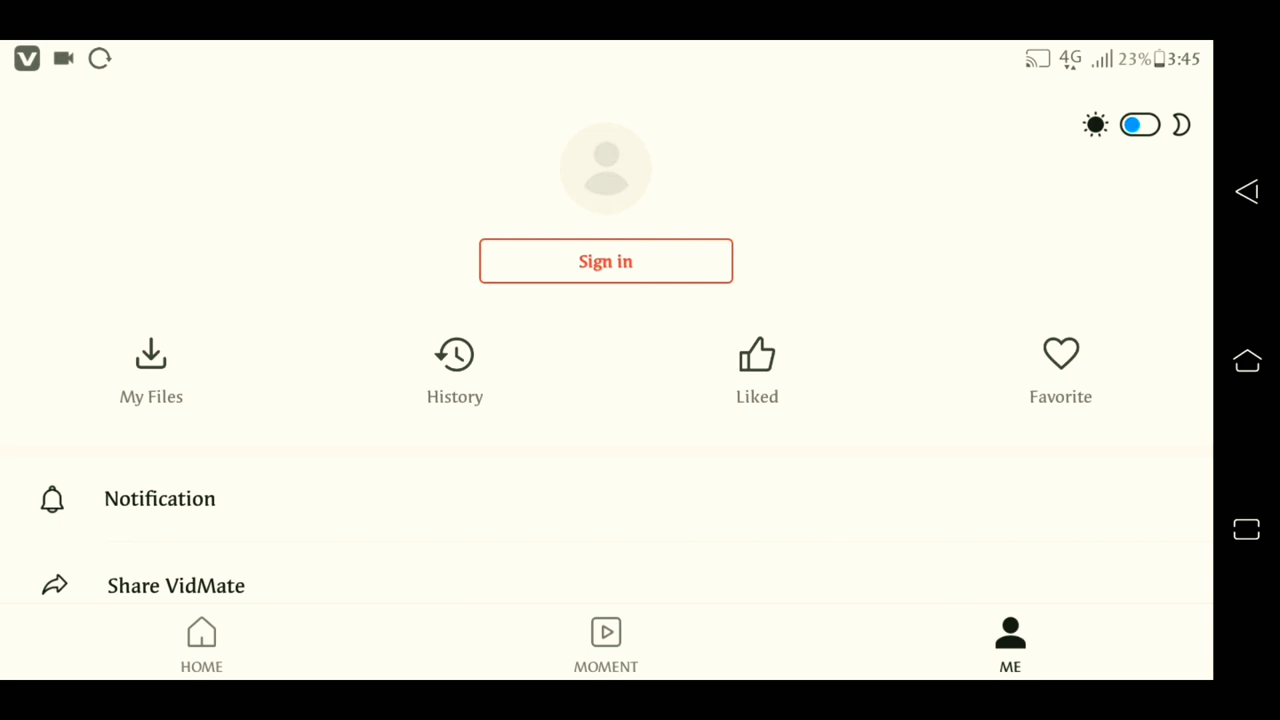 4G 23% 3:45
Sign in
My Files History Liked Favorite
Notification
Share VidMate
HOME MOMENT ME